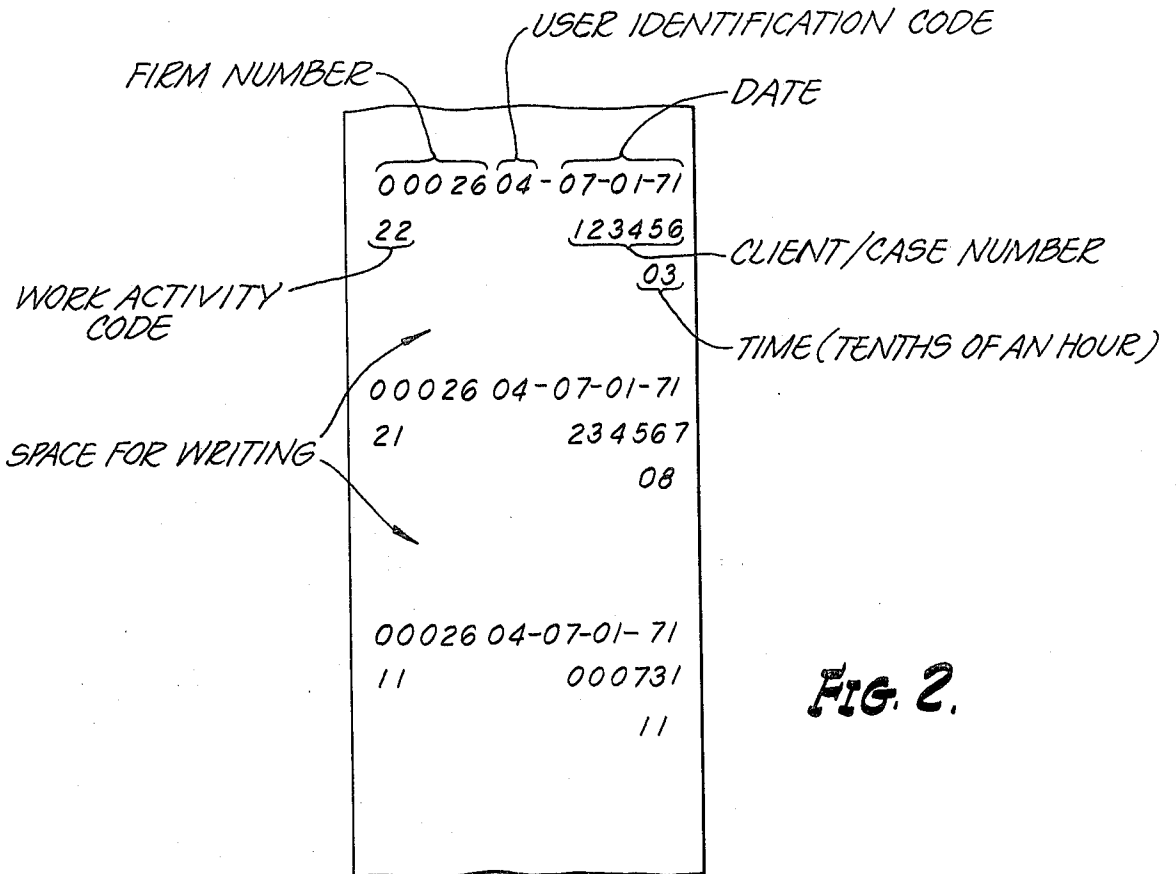 USER IDENTIFICATION CODE
FIRM NUMBER
DATE
00026 04-07-01-71
22 123456
CLIENT/CASE NUMBER
03
WORK ACTIVITY
CODE
TIME (TENTHS OF AN HOUR)
00026 04-07-01-71
21 234567
SPACE FOR WRITING
08
00026 04-07-01-71
11 000731
11
FIG. 2.